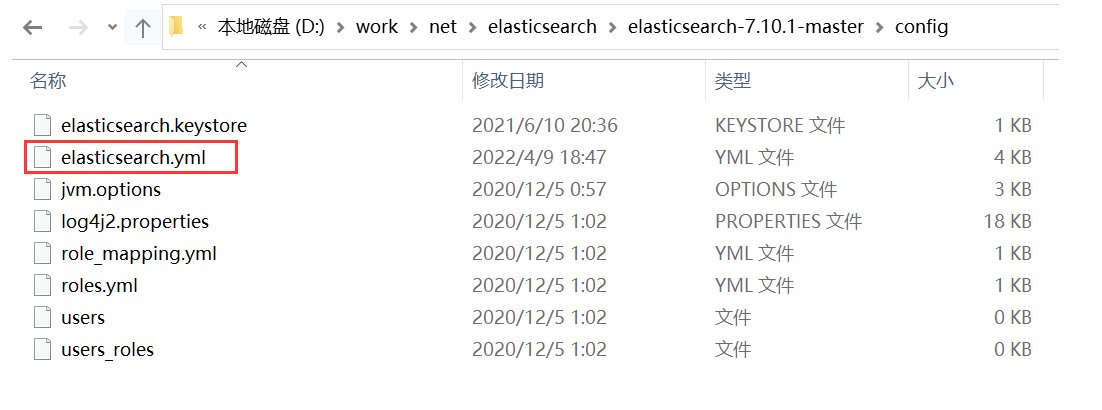 « 本地磁盘 (D:) > work > net > elasticsearch > elasticsearch-7.10.1-master > config
名称 修改日期 类型 大小
elasticsearch.keystore 2021/6/10 20:36 KEYSTORE 文件 1 KB
elasticsearch.yml 2022/4/9 18:47 YML 文件 4 KB
jvm.options 2020/12/5 0:57 OPTIONS 文件 3 KB
log4j2.properties 2020/12/5 1:02 PROPERTIES 文件 18 KB
role_mapping.yml 2020/12/5 1:02 YML 文件 1 KB
roles.yml 2020/12/5 1:02 YML 文件 1 KB
users 2020/12/5 1:02 文件 0 KB
users_roles 2020/12/5 1:02 文件 0 KB